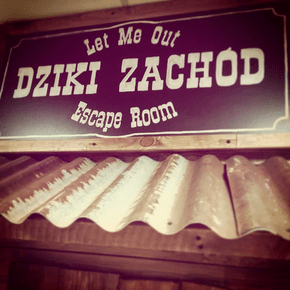 Let Me Out
DZIKI ZACHÓD
Escape Room